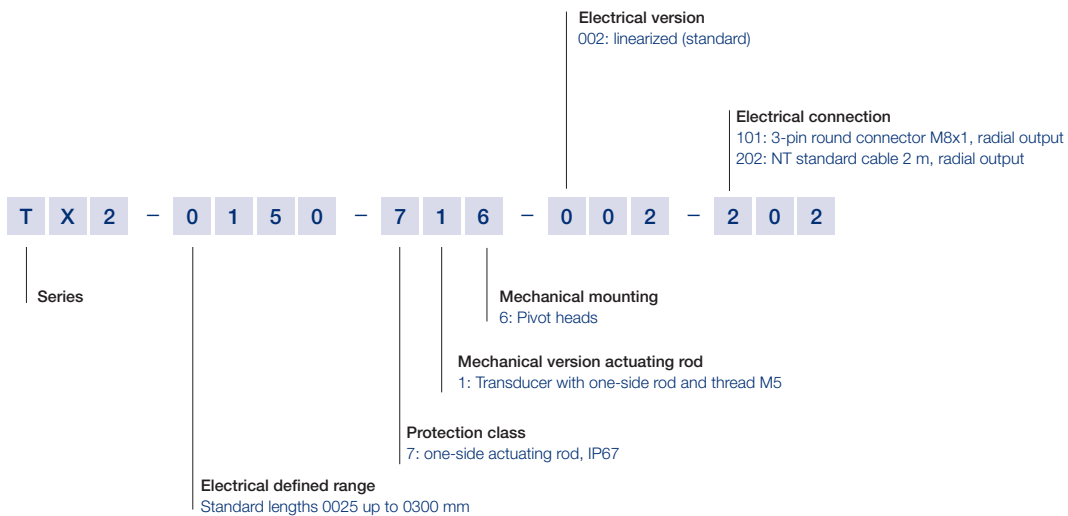 Electrical version
002: linearized (standard)
Electrical connection
101: 3-pin round connector M8x1, radial output
202: NT standard cable 2 m, radial output
T X 2 – 0 1 5 0 – 7 1 6 – 0 0 2 – 2 0 2
Series
Mechanical mounting
6: Pivot heads
Mechanical version actuating rod
1: Transducer with one-side rod and thread M5
Protection class
7: one-side actuating rod, IP67
Electrical defined range
Standard lengths 0025 up to 0300 mm